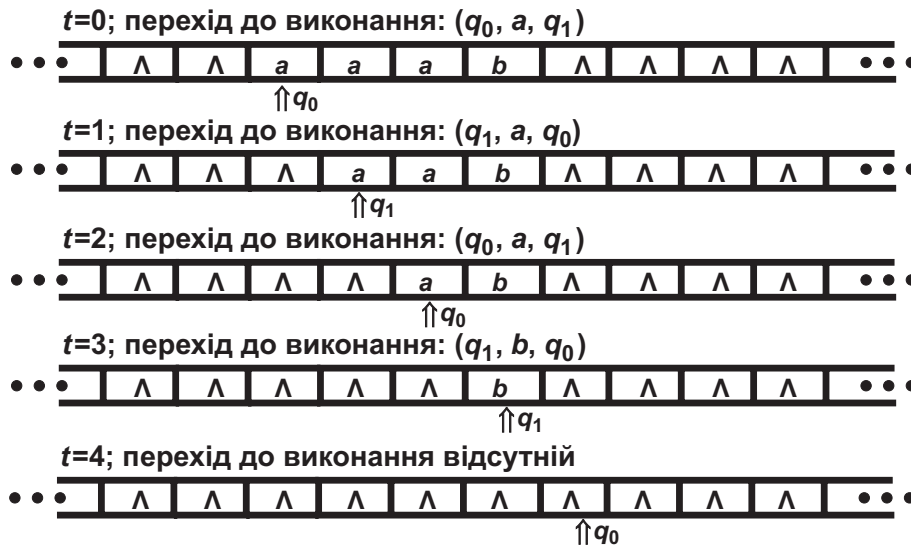 t=0; перехід до виконання: (q₀, a, q₁)
••• Λ Λ a a a b Λ Λ Λ Λ •••
⇑q₀
t=1; перехід до виконання: (q₁, a, q₀)
••• Λ Λ Λ a a b Λ Λ Λ Λ •••
⇑q₁
t=2; перехід до виконання: (q₀, a, q₁)
••• Λ Λ Λ Λ a b Λ Λ Λ Λ •••
⇑q₀
t=3; перехід до виконання: (q₁, b, q₀)
••• Λ Λ Λ Λ Λ b Λ Λ Λ Λ •••
⇑q₁
t=4; перехід до виконання відсутній
••• Λ Λ Λ Λ Λ Λ Λ Λ Λ Λ •••
⇑q₀